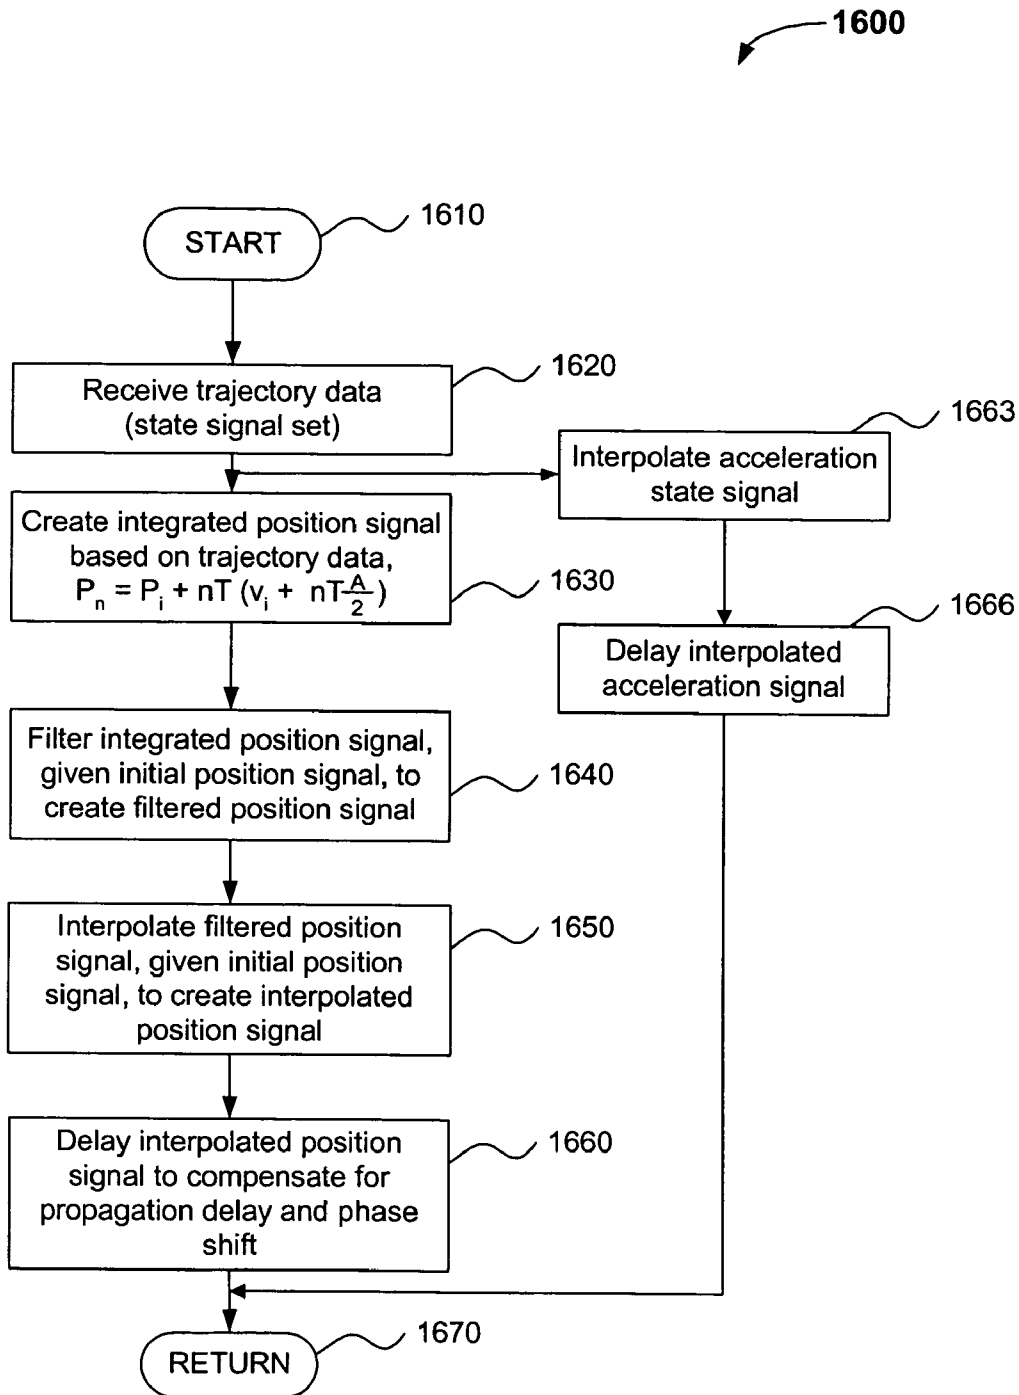 1600
START
1610
Receive trajectory data
(state signal set)
1620
Interpolate acceleration
state signal
1663
Create integrated position signal
based on trajectory data,
P_n = P_i + nT (v_i + nT A/2)
1630
Delay interpolated
acceleration signal
1666
Filter integrated position signal,
given initial position signal, to
create filtered position signal
1640
Interpolate filtered position
signal, given initial position
signal, to create interpolated
position signal
1650
Delay interpolated position
signal to compensate for
propagation delay and phase
shift
1660
RETURN
1670